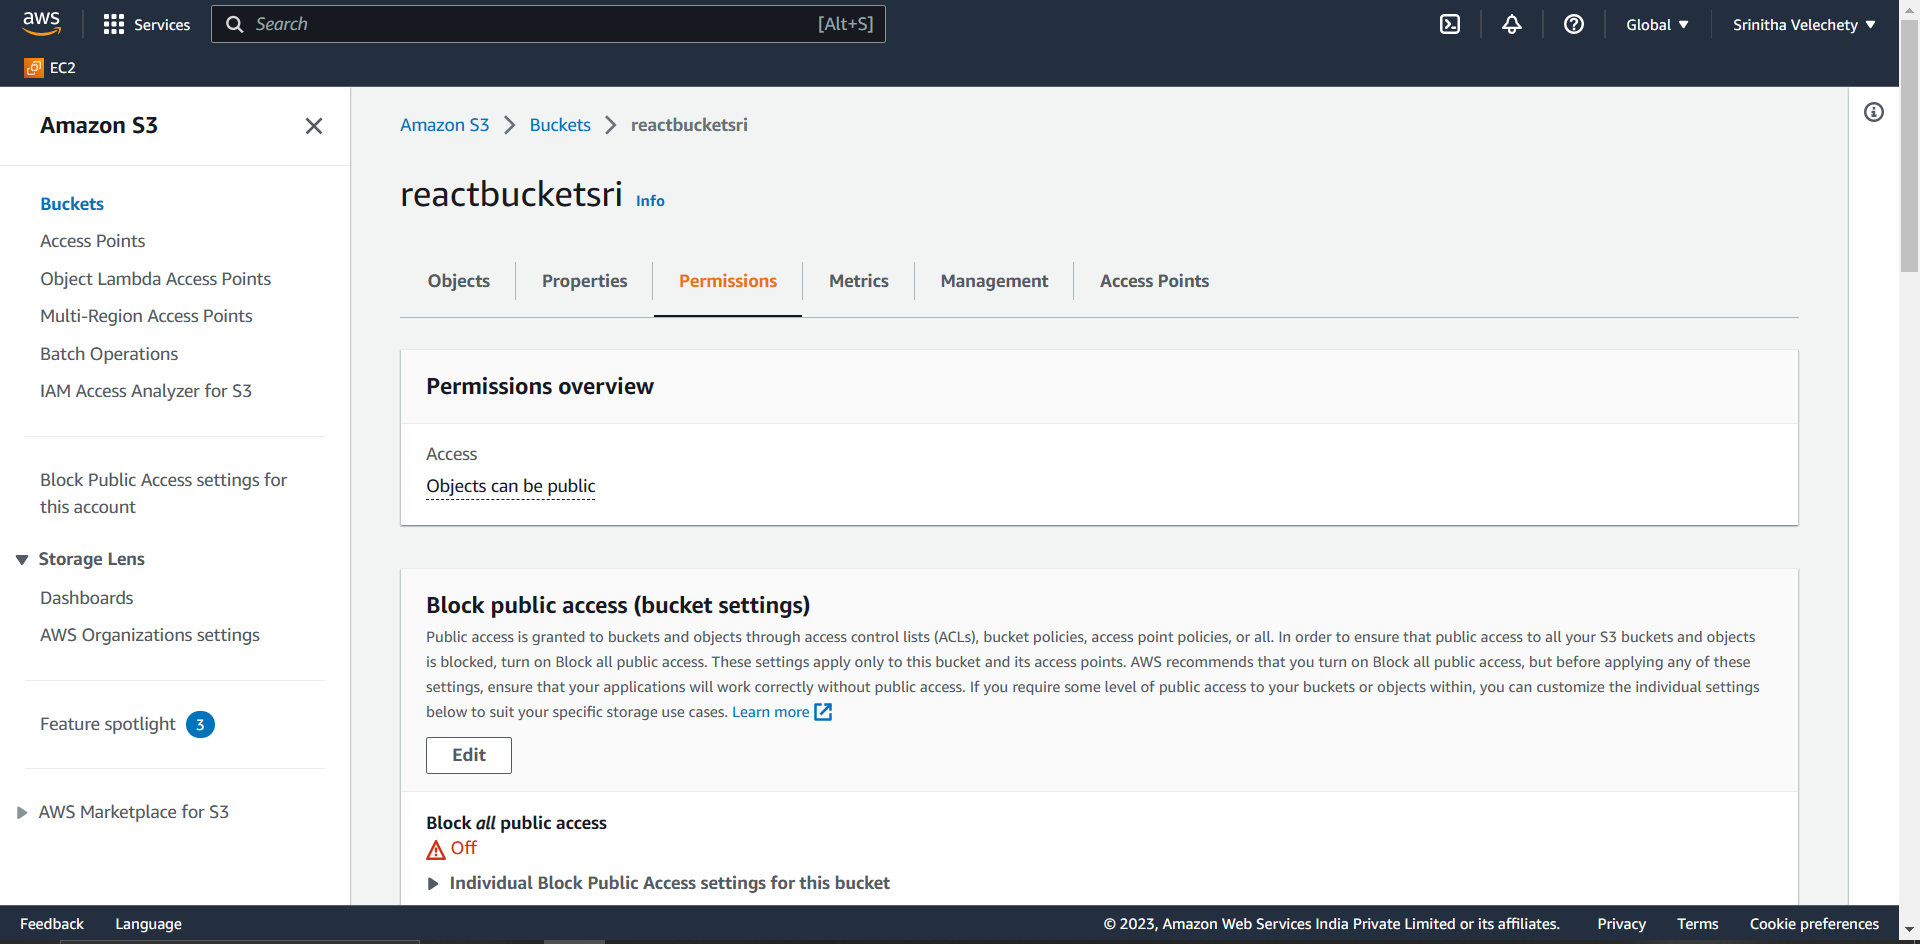 aws
Services
Search
[Alt+S]
Global ▼
Srinitha Velechety ▼
EC2
Amazon S3
Buckets
Access Points
Object Lambda Access Points
Multi-Region Access Points
Batch Operations
IAM Access Analyzer for S3
Block Public Access settings for
this account
Storage Lens
Dashboards
AWS Organizations settings
Feature spotlight 3
AWS Marketplace for S3
Amazon S3 > Buckets > reactbucketsri
reactbucketsri Info
Objects
Properties
Permissions
Metrics
Management
Access Points
Permissions overview
Access
Objects can be public
Block public access (bucket settings)
Public access is granted to buckets and objects through access control lists (ACLs), bucket policies, access point policies, or all. In order to ensure that public access to all your S3 buckets and objects
is blocked, turn on Block all public access. These settings apply only to this bucket and its access points. AWS recommends that you turn on Block all public access, but before applying any of these
settings, ensure that your applications will work correctly without public access. If you require some level of public access to your buckets or objects within, you can customize the individual settings
below to suit your specific storage use cases. Learn more
Edit
Block all public access
Off
Individual Block Public Access settings for this bucket
Feedback
Language
© 2023, Amazon Web Services India Private Limited or its affiliates.
Privacy
Terms
Cookie preferences